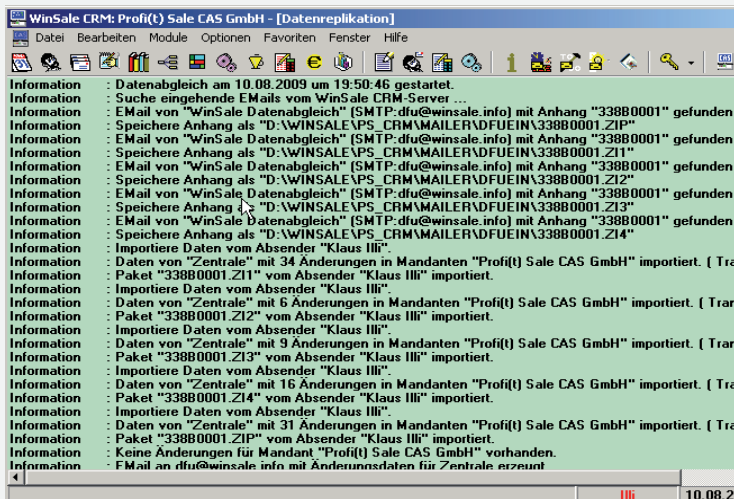 WinSale CRM: Profi(t) Sale CAS GmbH - [Datenreplikation]
Datei Bearbeiten Module Optionen Favoriten Fenster Hilfe
Information : Datenabgleich am 10.08.2009 um 19:50:46 gestartet.
Information : Suche eingehende EMails vom WinSale CRM-Server ...
Information : EMail von "WinSale Datenabgleich" (SMTP:dfu@winsale.info) mit Anhang "338B0001" gefunden
Information : Speichere Anhang als "D:\WINSALE\PS_CRM\MAILER\DFUEIN\338B0001.ZIP"
Information : EMail von "WinSale Datenabgleich" (SMTP:dfu@winsale.info) mit Anhang "338B0001" gefunden
Information : Speichere Anhang als "D:\WINSALE\PS_CRM\MAILER\DFUEIN\338B0001.ZI1"
Information : EMail von "WinSale Datenabgleich" (SMTP:dfu@winsale.info) mit Anhang "338B0001" gefunden
Information : Speichere Anhang als "D:\WINSALE\PS_CRM\MAILER\DFUEIN\338B0001.ZI2"
Information : EMail von "WinSale Datenabgleich" (SMTP:dfu@winsale.info) mit Anhang "338B0001" gefunden
Information : Speichere Anhang als "D:\WINSALE\PS_CRM\MAILER\DFUEIN\338B0001.ZI3"
Information : EMail von "WinSale Datenabgleich" (SMTP:dfu@winsale.info) mit Anhang "338B0001" gefunden
Information : Speichere Anhang als "D:\WINSALE\PS_CRM\MAILER\DFUEIN\338B0001.ZI4"
Information : Importiere Daten vom Absender "Klaus Illi".
Information : Daten von "Zentrale" mit 34 Änderungen in Mandanten "Profi(t) Sale CAS GmbH" importiert. ( Tra
Information : Paket "338B0001.ZI1" vom Absender "Klaus Illi" importiert.
Information : Importiere Daten vom Absender "Klaus Illi".
Information : Daten von "Zentrale" mit 6 Änderungen in Mandanten "Profi(t) Sale CAS GmbH" importiert. ( Tran
Information : Paket "338B0001.ZI2" vom Absender "Klaus Illi" importiert.
Information : Importiere Daten vom Absender "Klaus Illi".
Information : Daten von "Zentrale" mit 9 Änderungen in Mandanten "Profi(t) Sale CAS GmbH" importiert. ( Tran
Information : Paket "338B0001.ZI3" vom Absender "Klaus Illi" importiert.
Information : Importiere Daten vom Absender "Klaus Illi".
Information : Daten von "Zentrale" mit 16 Änderungen in Mandanten "Profi(t) Sale CAS GmbH" importiert. ( Tra
Information : Paket "338B0001.ZI4" vom Absender "Klaus Illi" importiert.
Information : Importiere Daten vom Absender "Klaus Illi".
Information : Daten von "Zentrale" mit 31 Änderungen in Mandanten "Profi(t) Sale CAS GmbH" importiert. ( Tra
Information : Paket "338B0001.ZIP" vom Absender "Klaus Illi" importiert.
Information : Keine Änderungen für Mandant "Profi(t) Sale CAS GmbH" vorhanden.
Information : EMail an dfu@winsale.info mit Änderungsdaten für Zentrale erzeugt
Illi 10.08.2